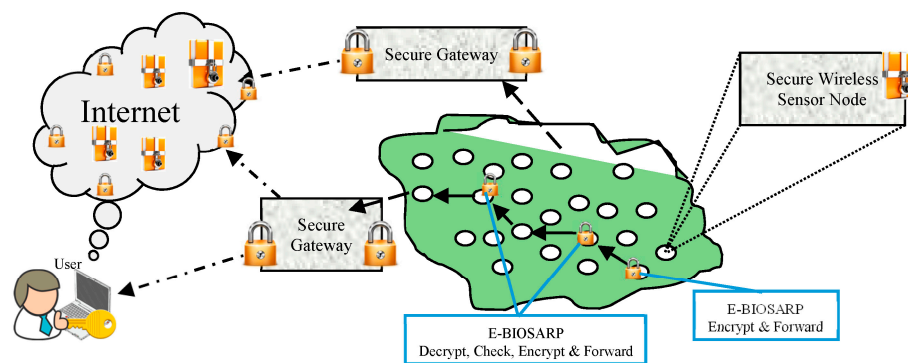 Secure Gateway
Secure Wireless
Sensor Node
Internet
Secure
Gateway
User
E-BIOSARP
Encrypt & Forward
E-BIOSARP
Decrypt, Check, Encrypt & Forward